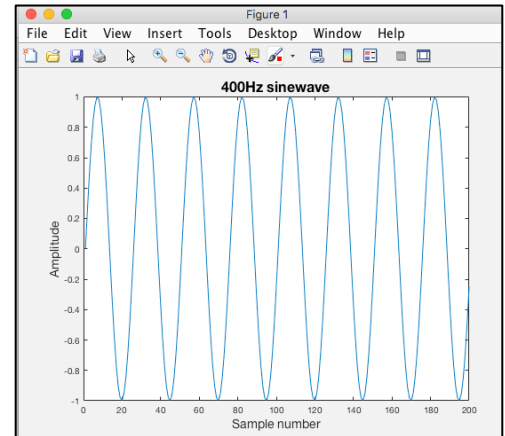 Figure 1
File Edit View Insert Tools Desktop Window Help
400Hz sinewave
1
0.8
0.6
0.4
0.2
0
-0.2
-0.4
-0.6
-0.8
-1
Amplitude
0 20 40 60 80 100 120 140 160 180 200
Sample number